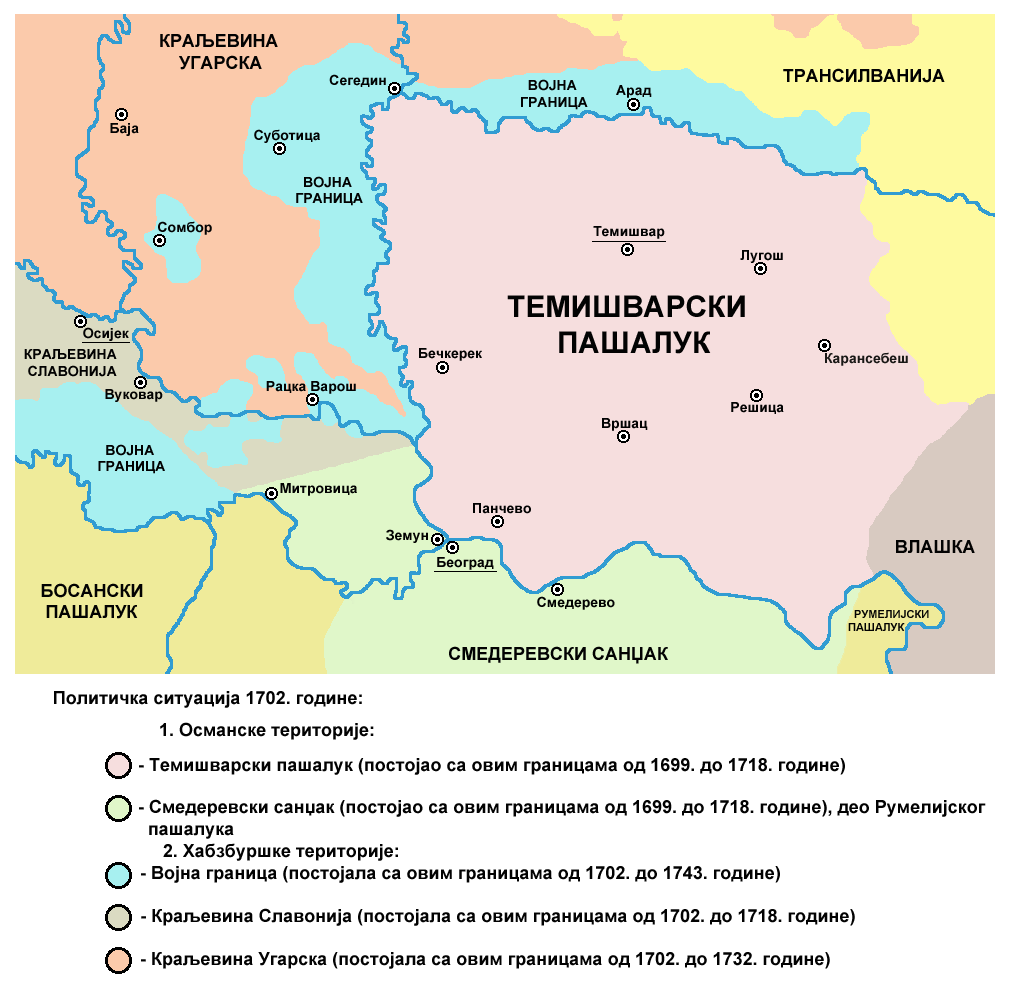 КРАЉЕВИНА
УГАРСКА
Сегедин
ВОЈНА
ГРАНИЦА
Арад
ТРАНСИЛВАНИЈА
Баја
Суботица
ВОЈНА
ГРАНИЦА
Сомбор
Темишвар
Лугош
ТЕМИШВАРСКИ
ПАШАЛУК
Осијек
КРАЉЕВИНА
СЛАВОНИЈА
Бечкерек
Карансебеш
Вуковар
Рацка Варош
Решица
Вршац
ВОЈНА
ГРАНИЦА
Митровица
Панчево
Земун
Београд
ВЛАШКА
БОСАНСКИ
ПАШАЛУК
Смедерево
РУМЕЛИЈСКИ
ПАШАЛУК
СМЕДЕРЕВСКИ САНЏАК
Политичка ситуација 1702. године:
1. Османске територије:
- Темишварски пашалук (постојао са овим границама од 1699. до 1718. године)
- Смедеревски санџак (постојао са овим границама од 1699. до 1718. године), део Румелијског
пашалука
2. Хабзбуршке територије:
- Војна граница (постојала са овим границама од 1702. до 1743. године)
- Краљевина Славонија (постојала са овим границама од 1702. до 1718. године)
- Краљевина Угарска (постојала са овим границама од 1702. до 1732. године)